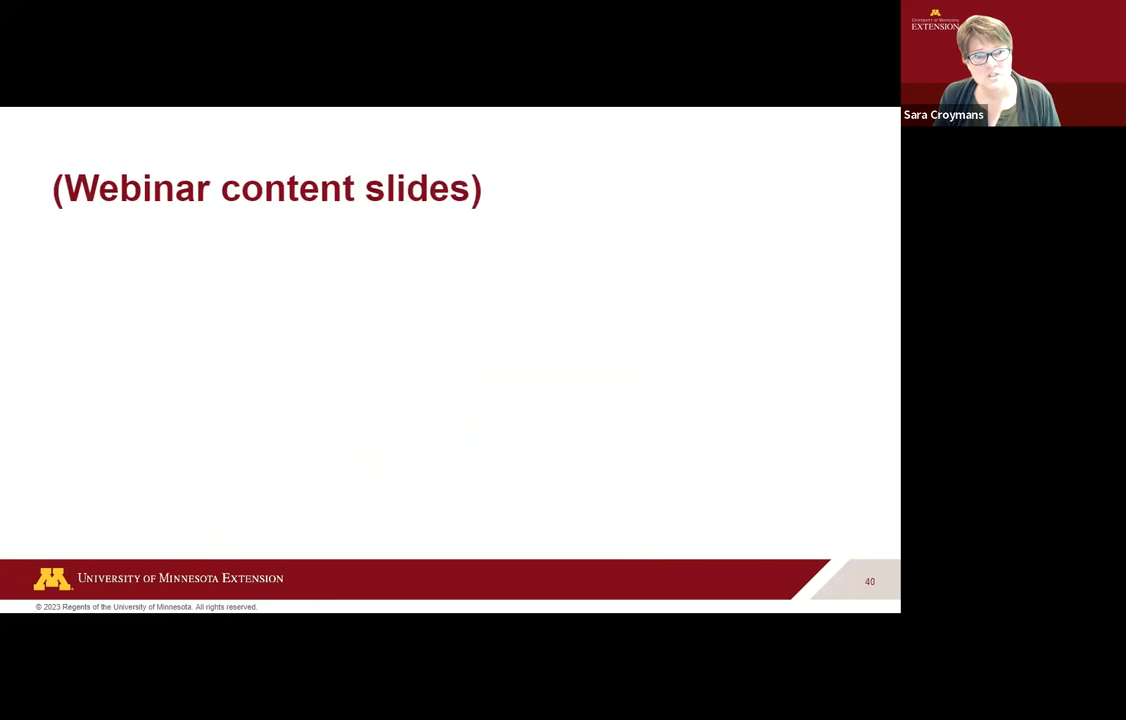 UNIVERSITY OF MINNESOTA
EXTENSION
Sara Croymans
(Webinar content slides)
UNIVERSITY OF MINNESOTA EXTENSION
40
© 2023 Regents of the University of Minnesota. All rights reserved.